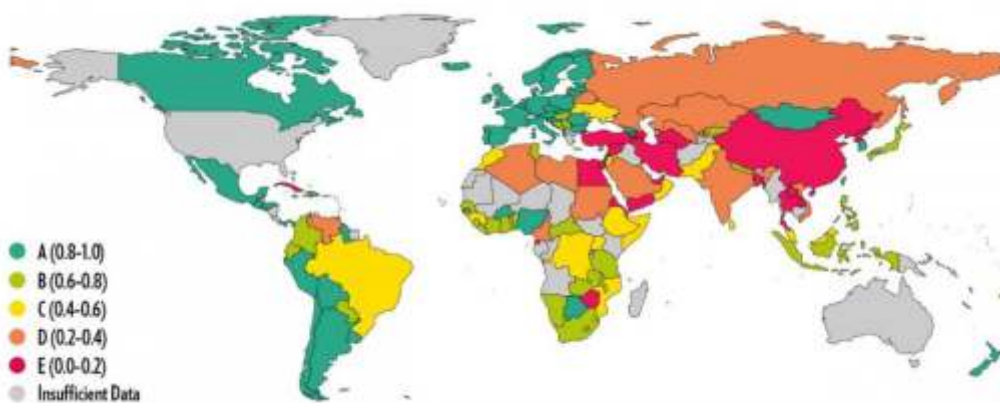 A (0.8-1.0)
B (0.6-0.8)
C (0.4-0.6)
D (0.2-0.4)
E (0.0-0.2)
Insufficient Data